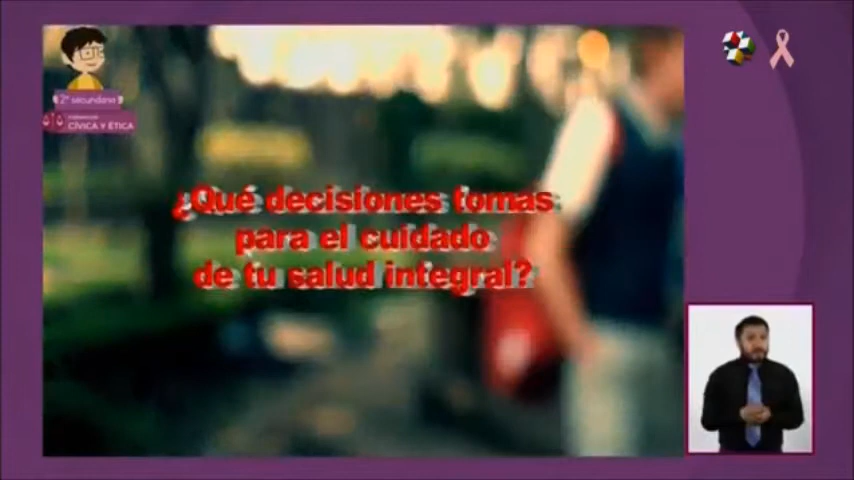 2° secundaria
CÍVICA Y ÉTICA
¿Qué decisiones tomas
para el cuidado
de tu salud integral?